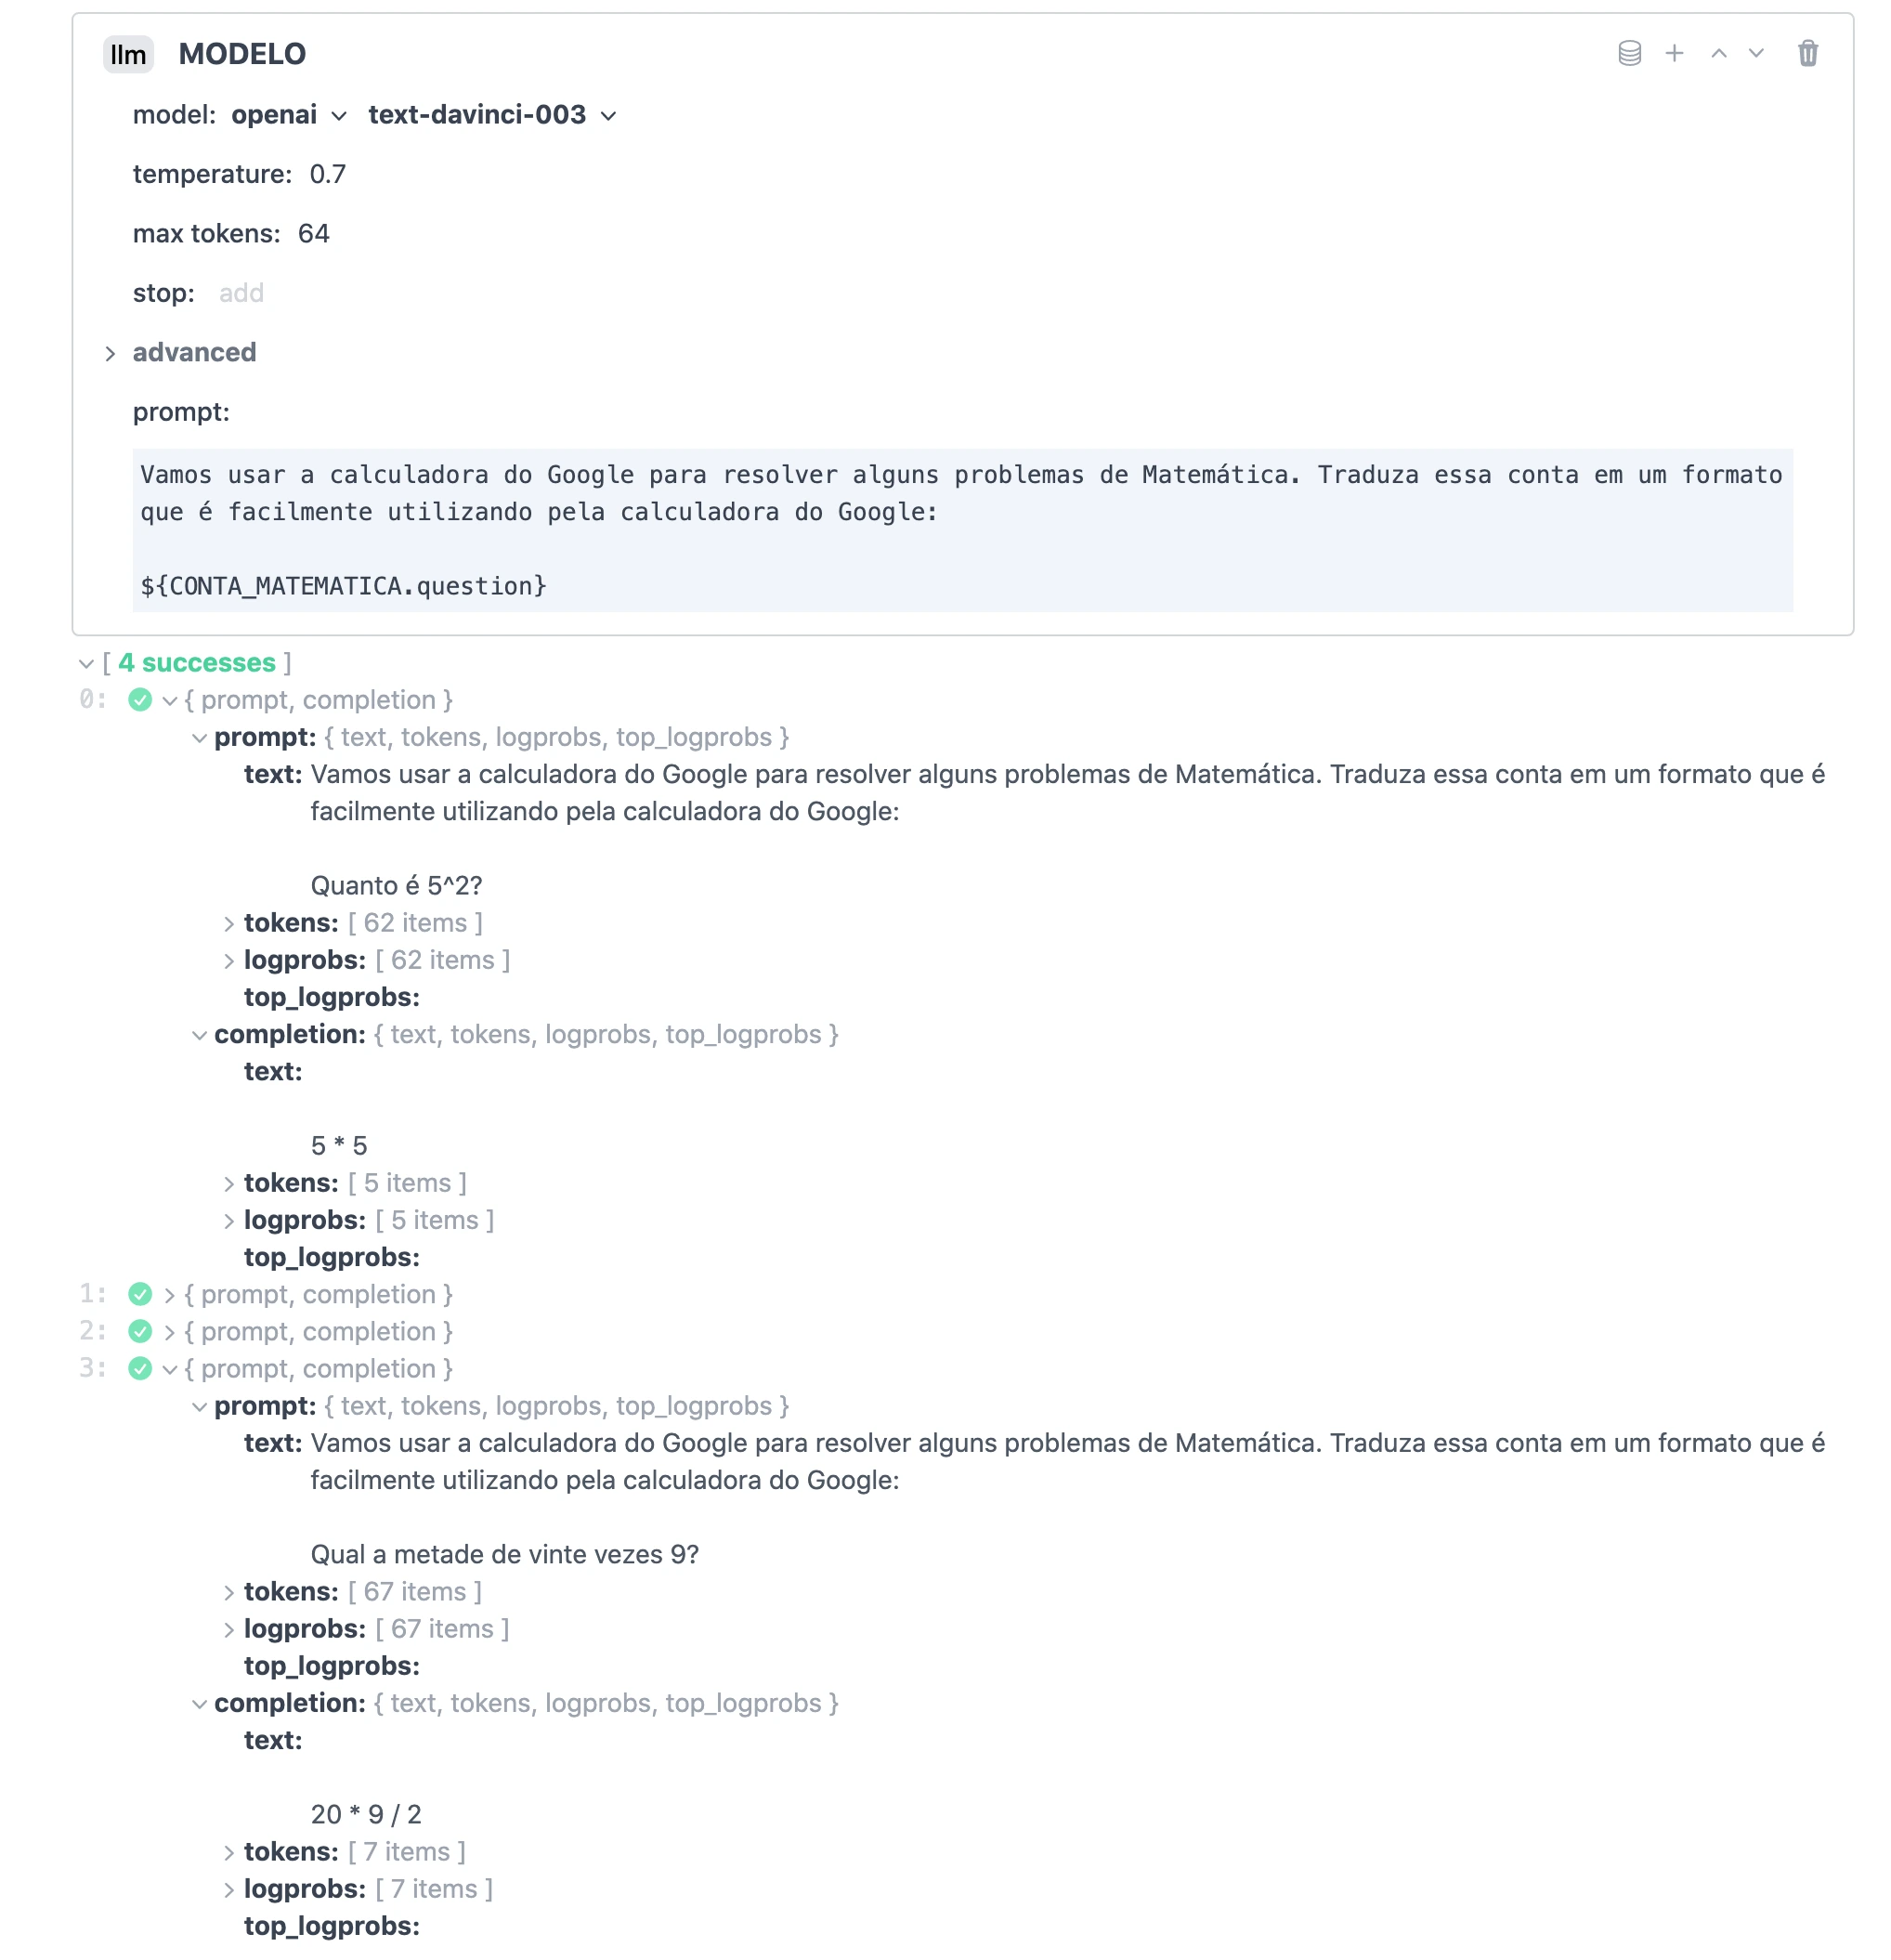 llm MODELO
model: openai text-davinci-003
temperature: 0.7
max tokens: 64
stop: add
advanced
prompt:
Vamos usar a calculadora do Google para resolver alguns problemas de Matemática. Traduza essa conta em um formato
que é facilmente utilizando pela calculadora do Google:
${CONTA_MATEMATICA.question}
[ 4 successes ]
0: { prompt, completion }
prompt: { text, tokens, logprobs, top_logprobs }
text: Vamos usar a calculadora do Google para resolver alguns problemas de Matemática. Traduza essa conta em um formato que é
facilmente utilizando pela calculadora do Google:
Quanto é 5^2?
tokens: [ 62 items ]
logprobs: [ 62 items ]
top_logprobs:
completion: { text, tokens, logprobs, top_logprobs }
text:
5 * 5
tokens: [ 5 items ]
logprobs: [ 5 items ]
top_logprobs:
1: { prompt, completion }
2: { prompt, completion }
3: { prompt, completion }
prompt: { text, tokens, logprobs, top_logprobs }
text: Vamos usar a calculadora do Google para resolver alguns problemas de Matemática. Traduza essa conta em um formato que é
facilmente utilizando pela calculadora do Google:
Qual a metade de vinte vezes 9?
tokens: [ 67 items ]
logprobs: [ 67 items ]
top_logprobs:
completion: { text, tokens, logprobs, top_logprobs }
text:
20 * 9 / 2
tokens: [ 7 items ]
logprobs: [ 7 items ]
top_logprobs: